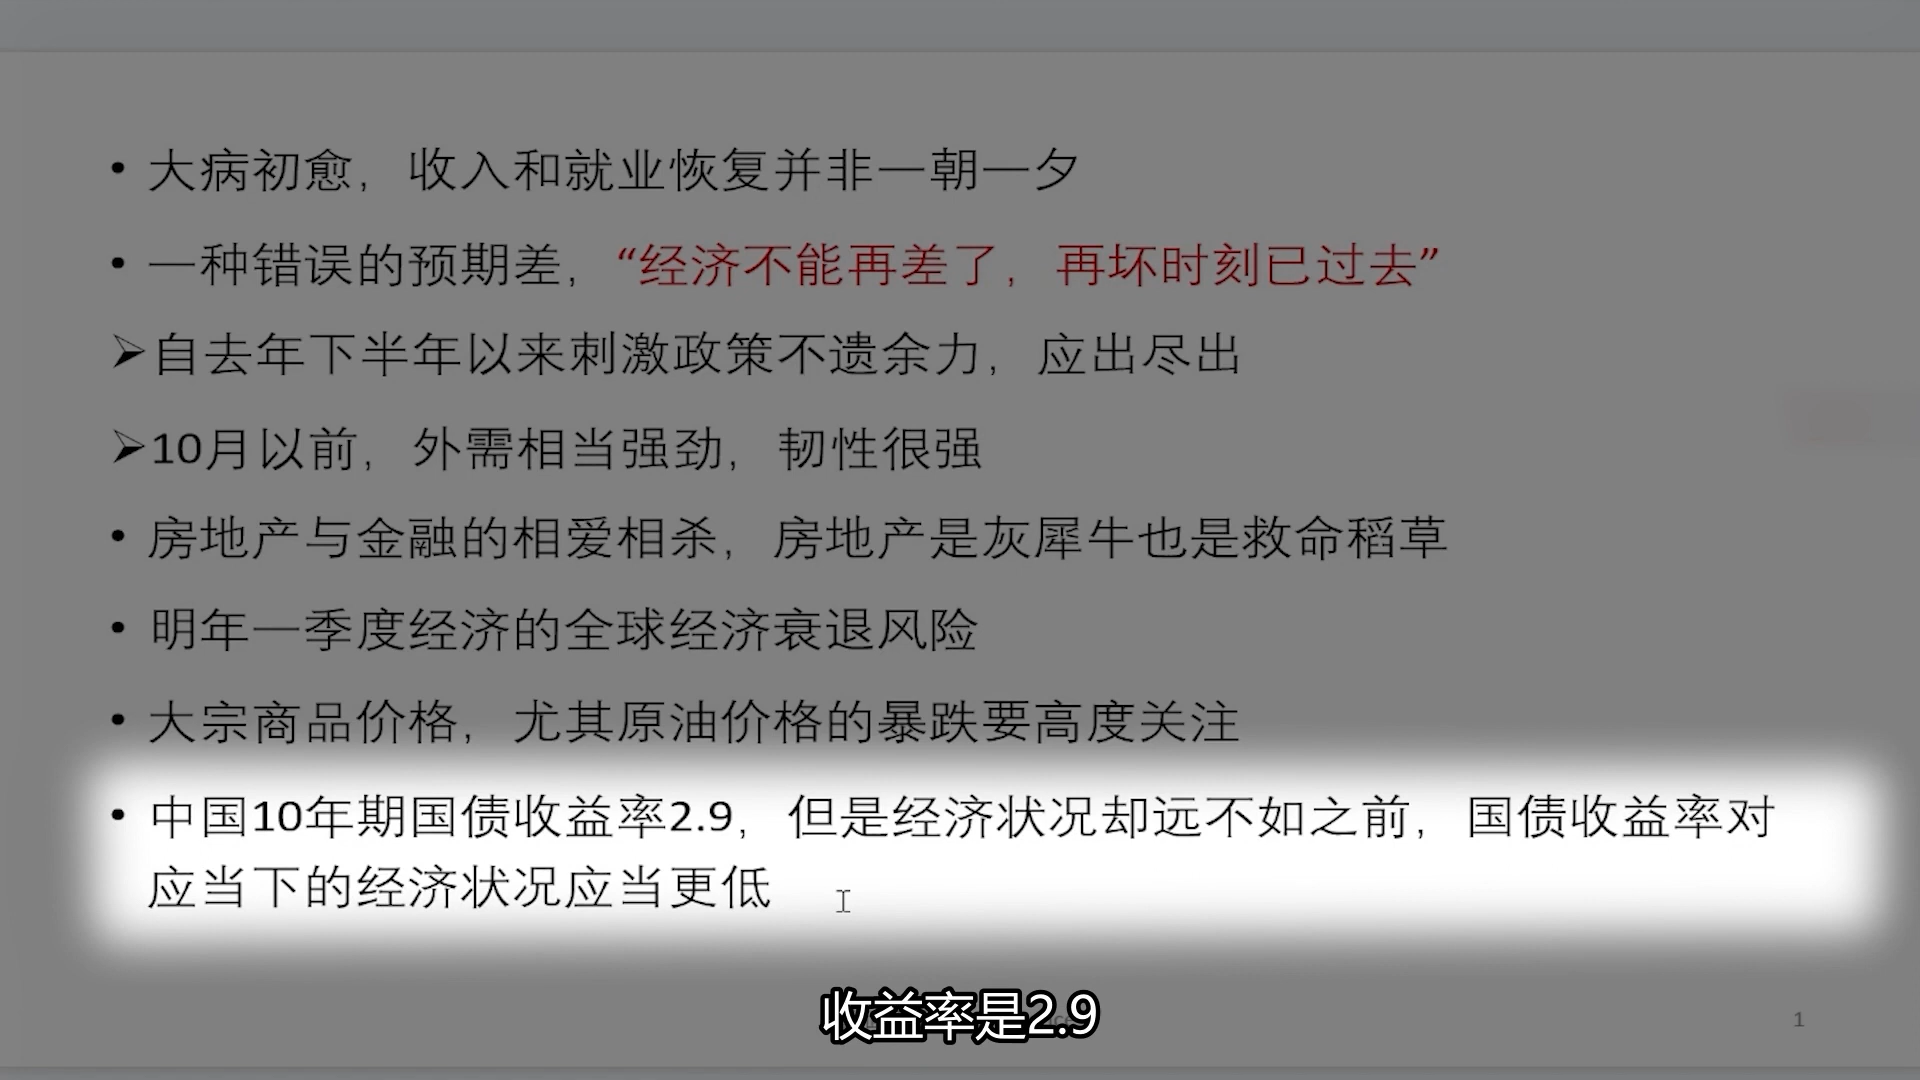 • 大病初愈，收入和就业恢复并非一朝一夕
• 一种错误的预期差，“经济不能再差了，再坏时刻已过去”
➢自去年下半年以来刺激政策不遗余力，应出尽出
➢10月以前，外需相当强劲，韧性很强
• 房地产与金融的相爱相杀，房地产是灰犀牛也是救命稻草
• 明年一季度经济的全球经济衰退风险
• 大宗商品价格，尤其原油价格的暴跌要高度关注
• 中国10年期国债收益率2.9，但是经济状况却远不如之前，国债收益率对
应当下的经济状况应当更低
收益率是2.9
1